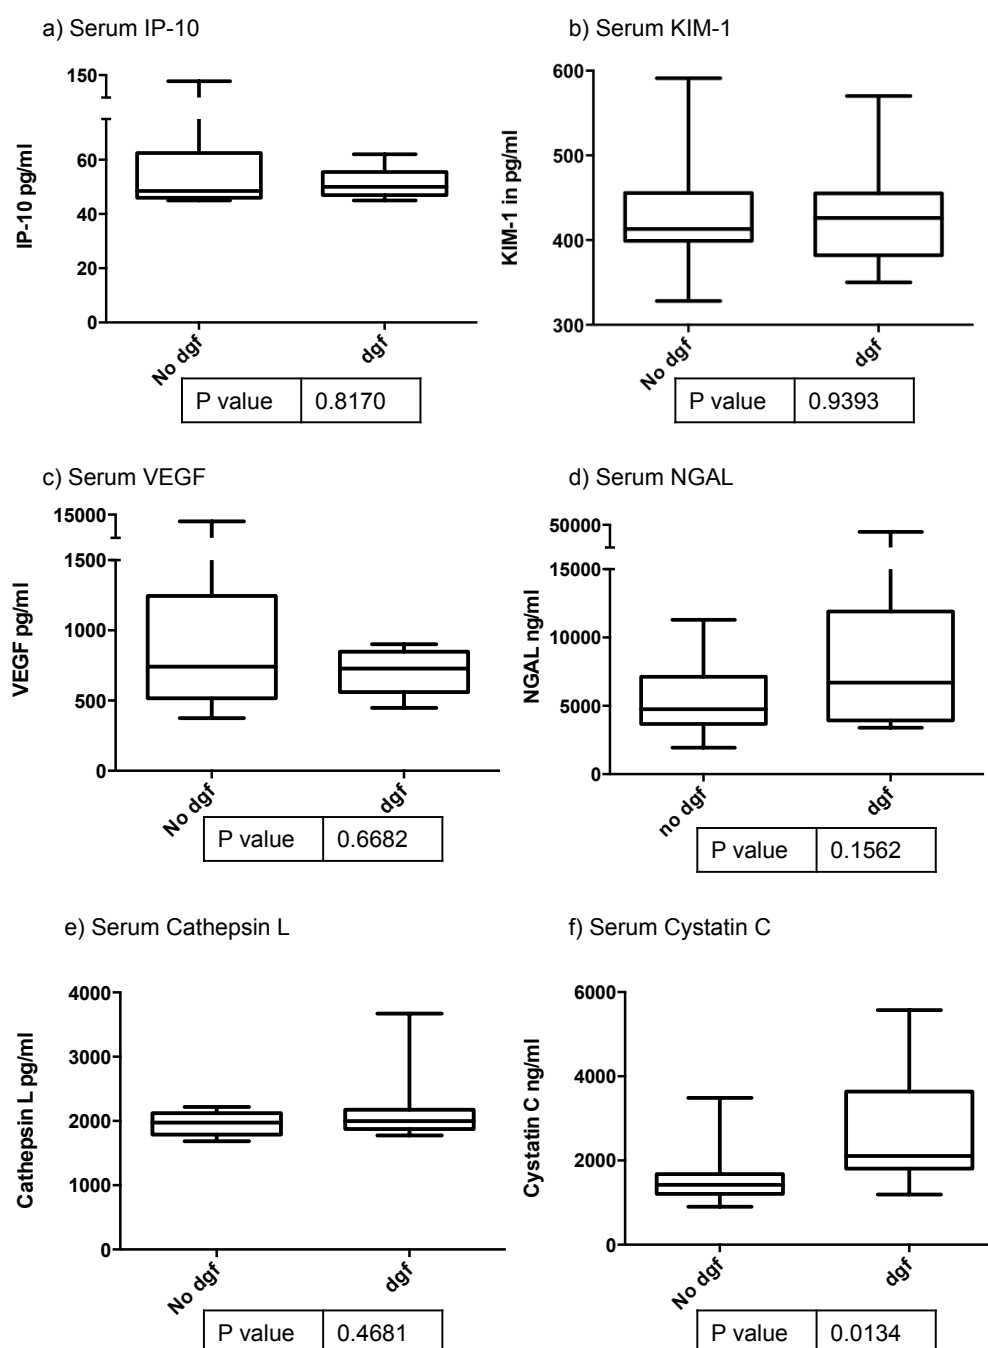 a) Serum IP-10
b) Serum KIM-1
150
60
40
20
0
IP-10 pg/ml
No dgf
dgf
P value 0.8170
600
500
400
300
KIM-1 in pg/ml
No dgf
dgf
P value 0.9393
c) Serum VEGF
d) Serum NGAL
15000
1500
1000
500
0
VEGF pg/ml
No dgf
dgf
P value 0.6682
50000
15000
10000
5000
0
NGAL ng/ml
no dgf
dgf
P value 0.1562
e) Serum Cathepsin L
f) Serum Cystatin C
4000
3000
2000
1000
0
Cathepsin L pg/ml
No dgf
dgf
P value 0.4681
6000
4000
2000
0
Cystatin C ng/ml
No dgf
dgf
P value 0.0134